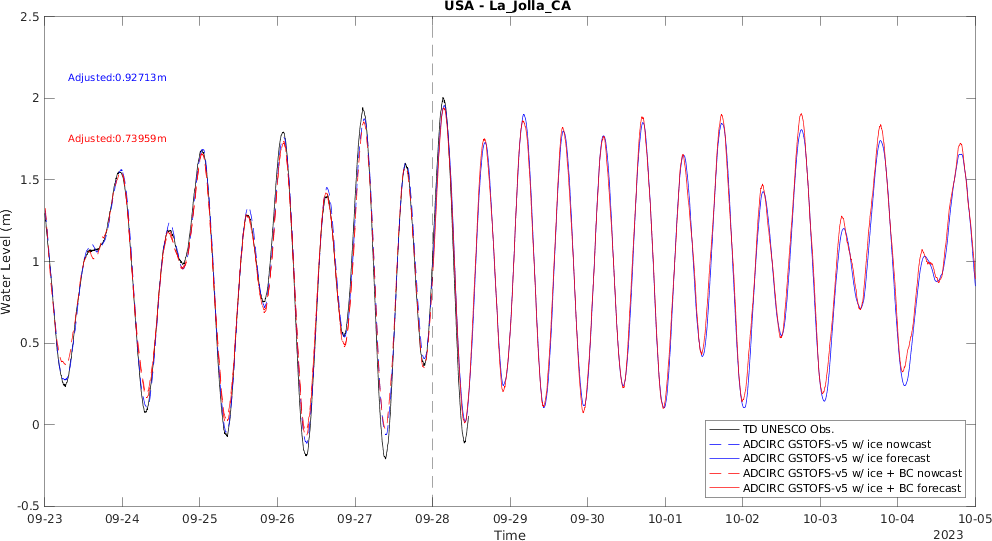 USA - La_Jolla_CA
2.5
2
1.5
1
0.5
0
-0.5
Water Level (m)
Adjusted:0.92713m
Adjusted:0.73959m
TD UNESCO Obs.
ADCIRC GSTOFS-v5 w/ ice nowcast
ADCIRC GSTOFS-v5 w/ ice forecast
ADCIRC GSTOFS-v5 w/ ice + BC nowcast
ADCIRC GSTOFS-v5 w/ ice + BC forecast
09-23 09-24 09-25 09-26 09-27 09-28 09-29 09-30 10-01 10-02 10-03 10-04 10-05
Time
2023